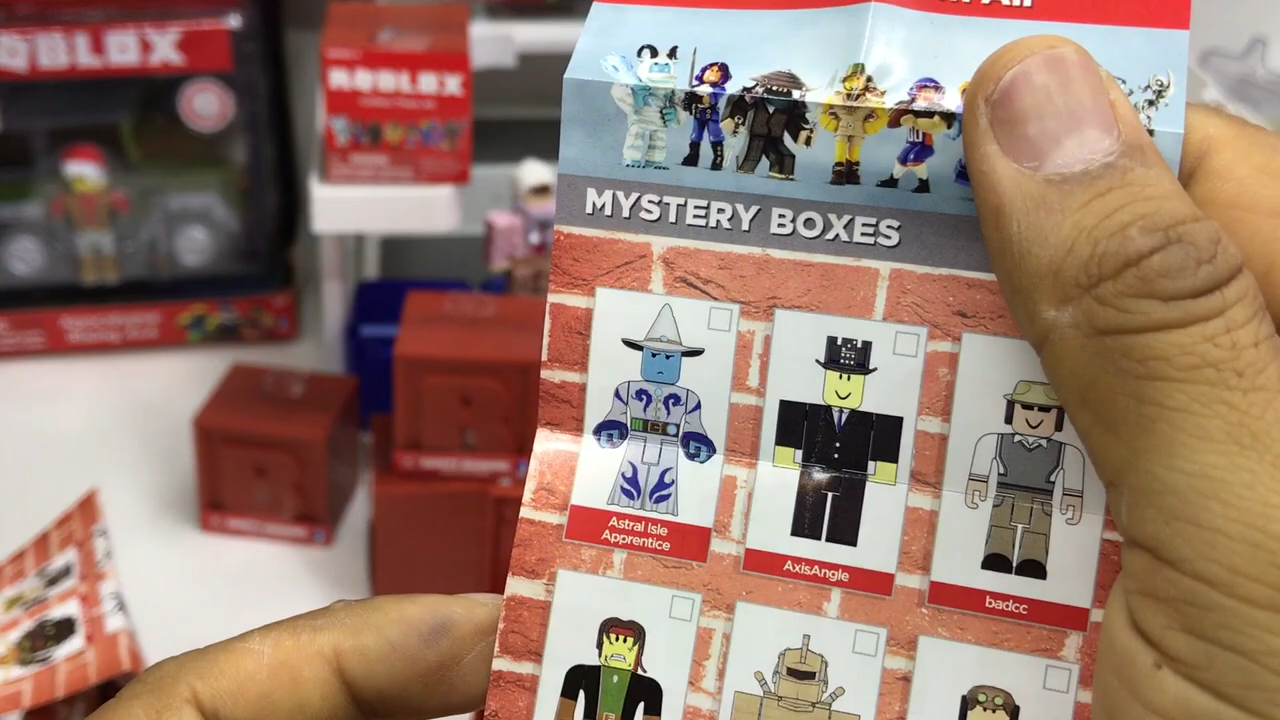 ROBLOX
ROBLOX
MYSTERY BOXES
Astral Isle
Apprentice
AxisAngle
badcc